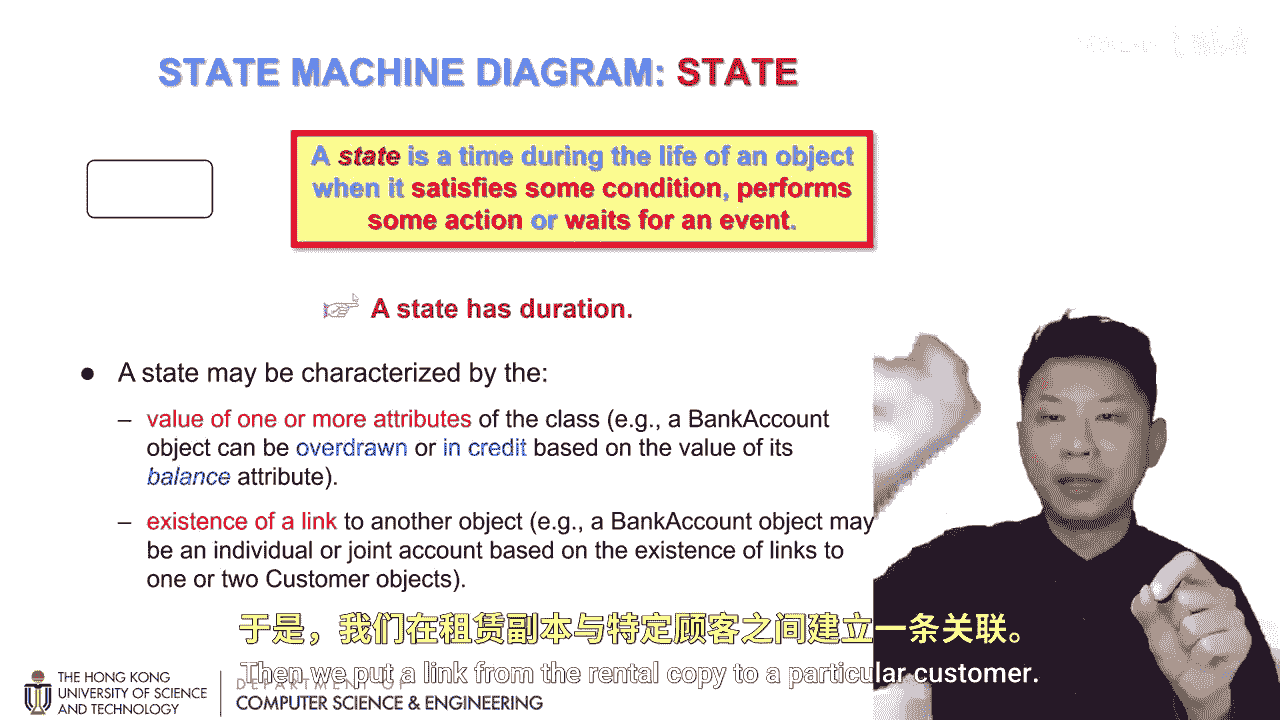 STATE MACHINE DIAGRAM: STATE
A state is a time during the life of an object
when it satisfies some condition, performs
some action or waits for an event.
A state has duration.
● A state may be characterized by the:
– value of one or more attributes of the class (e.g., a BankAccount
object can be overdrawn or in credit based on the value of its
balance attribute).
– existence of a link to another object (e.g., a BankAccount object may
be an individual or joint account based on the existence of links to
one or two Customer objects).
于是，我们在租赁副本与特定顾客之间建立一条关联。
Then we put a link from the rental copy to a particular customer.
THE HONG KONG
UNIVERSITY OF SCIENCE
AND TECHNOLOGY
DEPARTMENT OF
COMPUTER SCIENCE & ENGINEERING